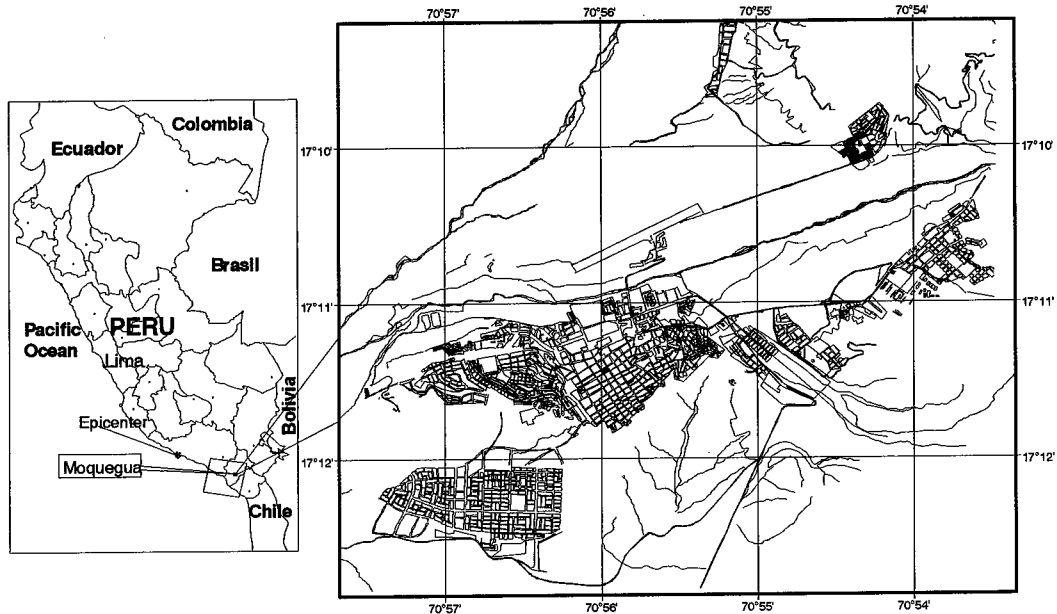 Colombia
Ecuador
Brasil
Pacific
Ocean
PERU
Lima
Bolivia
Epicenter
Moquegua
Chile
70°57' 70°56' 70°55' 70°54'
17°10' 17°10'
17°11' 17°11'
17°12' 17°12'
70°57' 70°56' 70°55' 70°54'